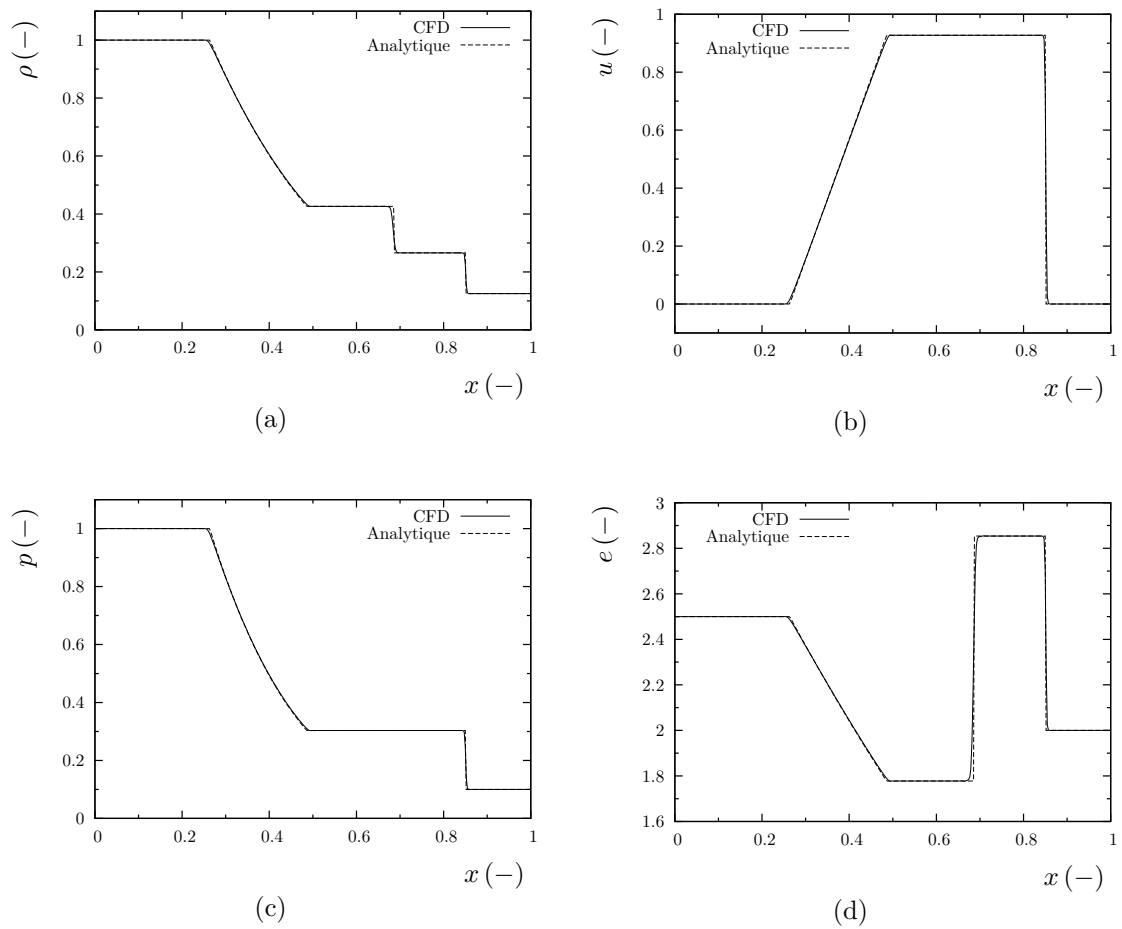 ρ (−)
1
0.8
0.6
0.4
0.2
0
0 0.2 0.4 0.6 0.8 1
x (−)
CFD
Analytique
(a)
u (−)
1
0.8
0.6
0.4
0.2
0
0 0.2 0.4 0.6 0.8 1
x (−)
CFD
Analytique
(b)
p (−)
1
0.8
0.6
0.4
0.2
0
0 0.2 0.4 0.6 0.8 1
x (−)
CFD
Analytique
(c)
e (−)
3
2.8
2.6
2.4
2.2
2
1.8
1.6
0 0.2 0.4 0.6 0.8 1
x (−)
CFD
Analytique
(d)